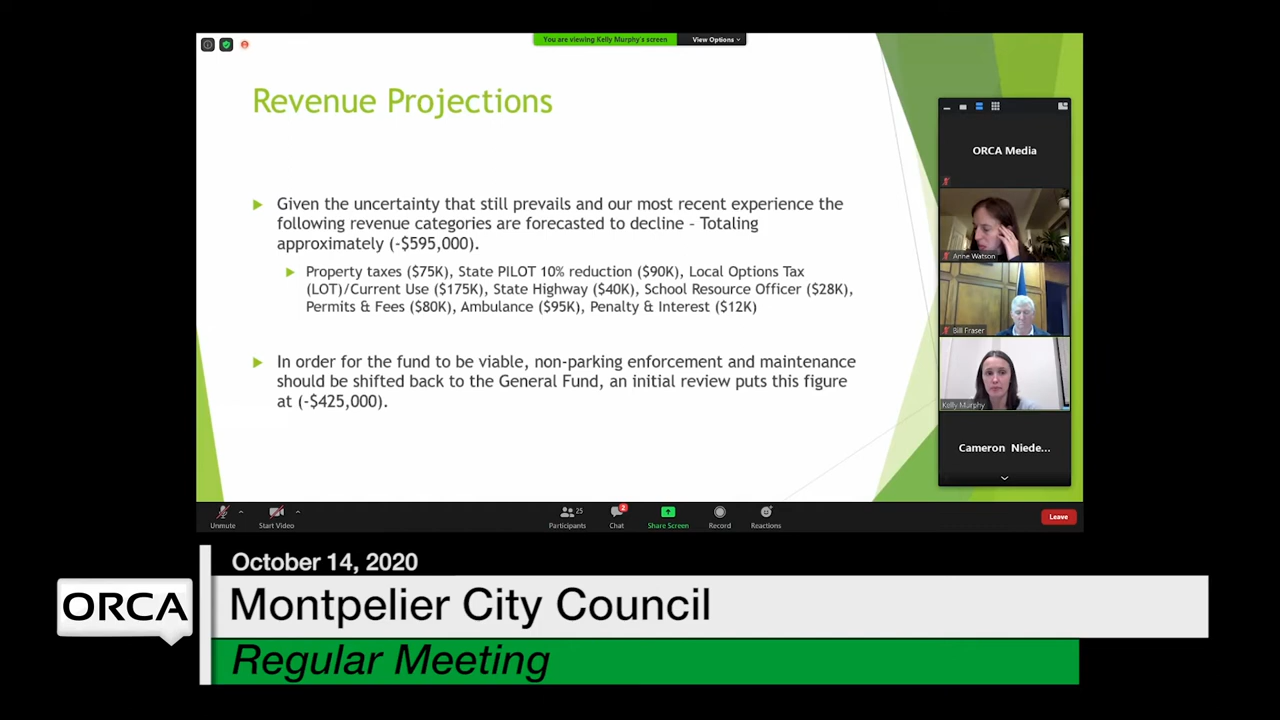 You are viewing Kelly Murphy's screen
View Options
Revenue Projections
Given the uncertainty that still prevails and our most recent experience the
following revenue categories are forecasted to decline – Totaling
approximately (-$595,000).
Property taxes ($75K), State PILOT 10% reduction ($90K), Local Options Tax
(LOT)/Current Use ($175K), State Highway ($40K), School Resource Officer ($28K),
Permits & Fees ($80K), Ambulance ($95K), Penalty & Interest ($12K)
In order for the fund to be viable, non-parking enforcement and maintenance
should be shifted back to the General Fund, an initial review puts this figure
at (-$425,000).
ORCA Media
Anne Watson
Bill Fraser
Kelly Murphy
Cameron Niede...
Unmute
Start Video
Participants
25
Chat
2
Share Screen
Record
Reactions
Leave
October 14, 2020
ORCA
Montpelier City Council
Regular Meeting